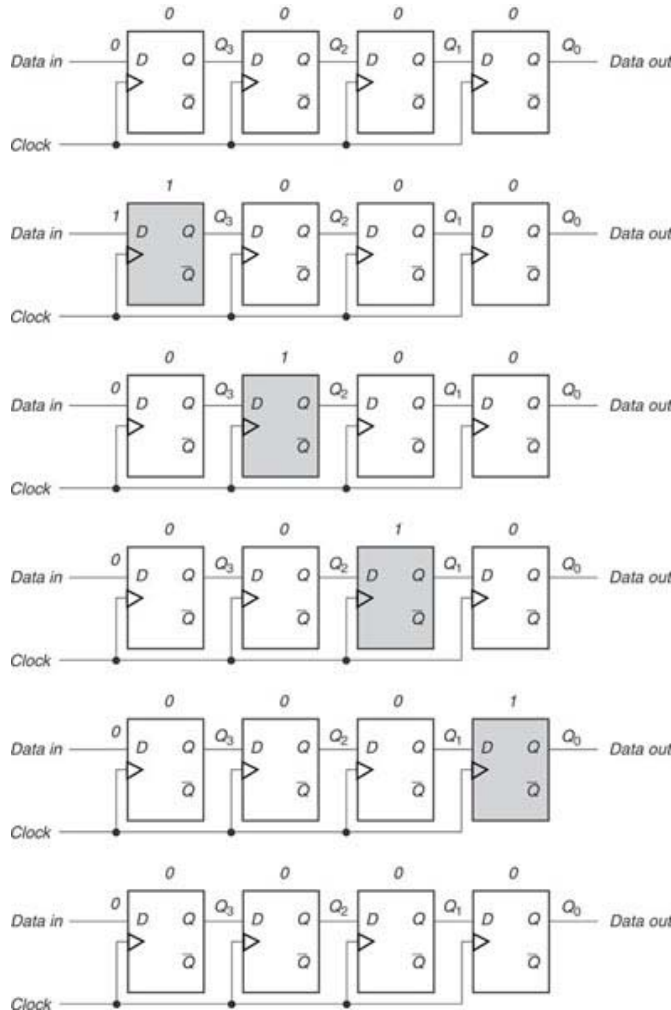 0 0 0 0
0 Q3 Q2 Q1 Q0
Data in D Q D Q D Q D Q Data out
Q̅ Q̅ Q̅ Q̅
Clock
1 0 0 0
1 Q3 Q2 Q1 Q0
Data in D Q D Q D Q D Q Data out
Q̅ Q̅ Q̅ Q̅
Clock
0 1 0 0
0 Q3 Q2 Q1 Q0
Data in D Q D Q D Q D Q Data out
Q̅ Q̅ Q̅ Q̅
Clock
0 0 1 0
0 Q3 Q2 Q1 Q0
Data in D Q D Q D Q D Q Data out
Q̅ Q̅ Q̅ Q̅
Clock
0 0 0 1
0 Q3 Q2 Q1 Q0
Data in D Q D Q D Q D Q Data out
Q̅ Q̅ Q̅ Q̅
Clock
0 0 0 0
0 Q3 Q2 Q1 Q0
Data in D Q D Q D Q D Q Data out
Q̅ Q̅ Q̅ Q̅
Clock